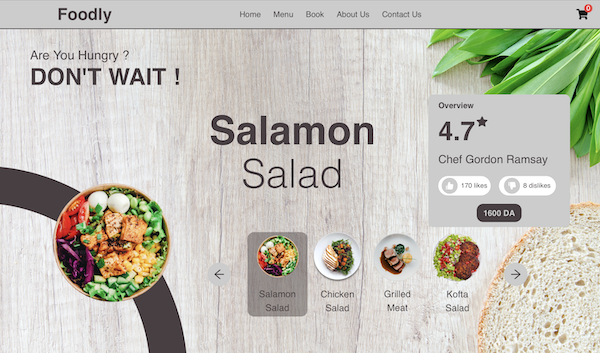 Foodly
Home Menu Book About Us Contact Us
0
Are You Hungry ?
DON'T WAIT !
Salamon
Salad
Overview
4.7
Chef Gordon Ramsay
170 likes 8 dislikes
1600 DA
Salamon
Salad
Chicken
Salad
Grilled
Meat
Kofta
Salad